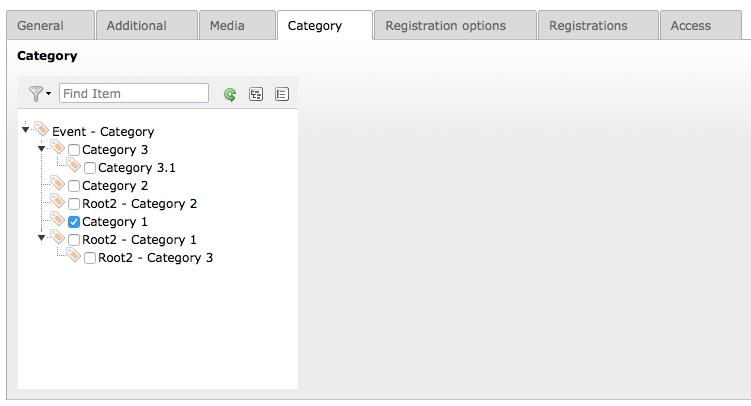 General Additional Media Category Registration options Registrations Access
Category
Find Item
Event - Category
Category 3
Category 3.1
Category 2
Root2 - Category 2
Category 1
Root2 - Category 1
Root2 - Category 3